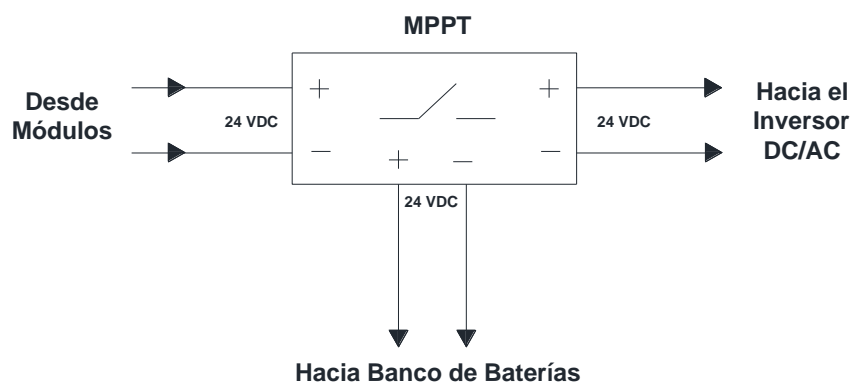 MPPT
Desde
Módulos
24 VDC
+
+
24 VDC
Hacia el
Inversor
DC/AC
—
+
—
—
24 VDC
Hacia Banco de Baterías